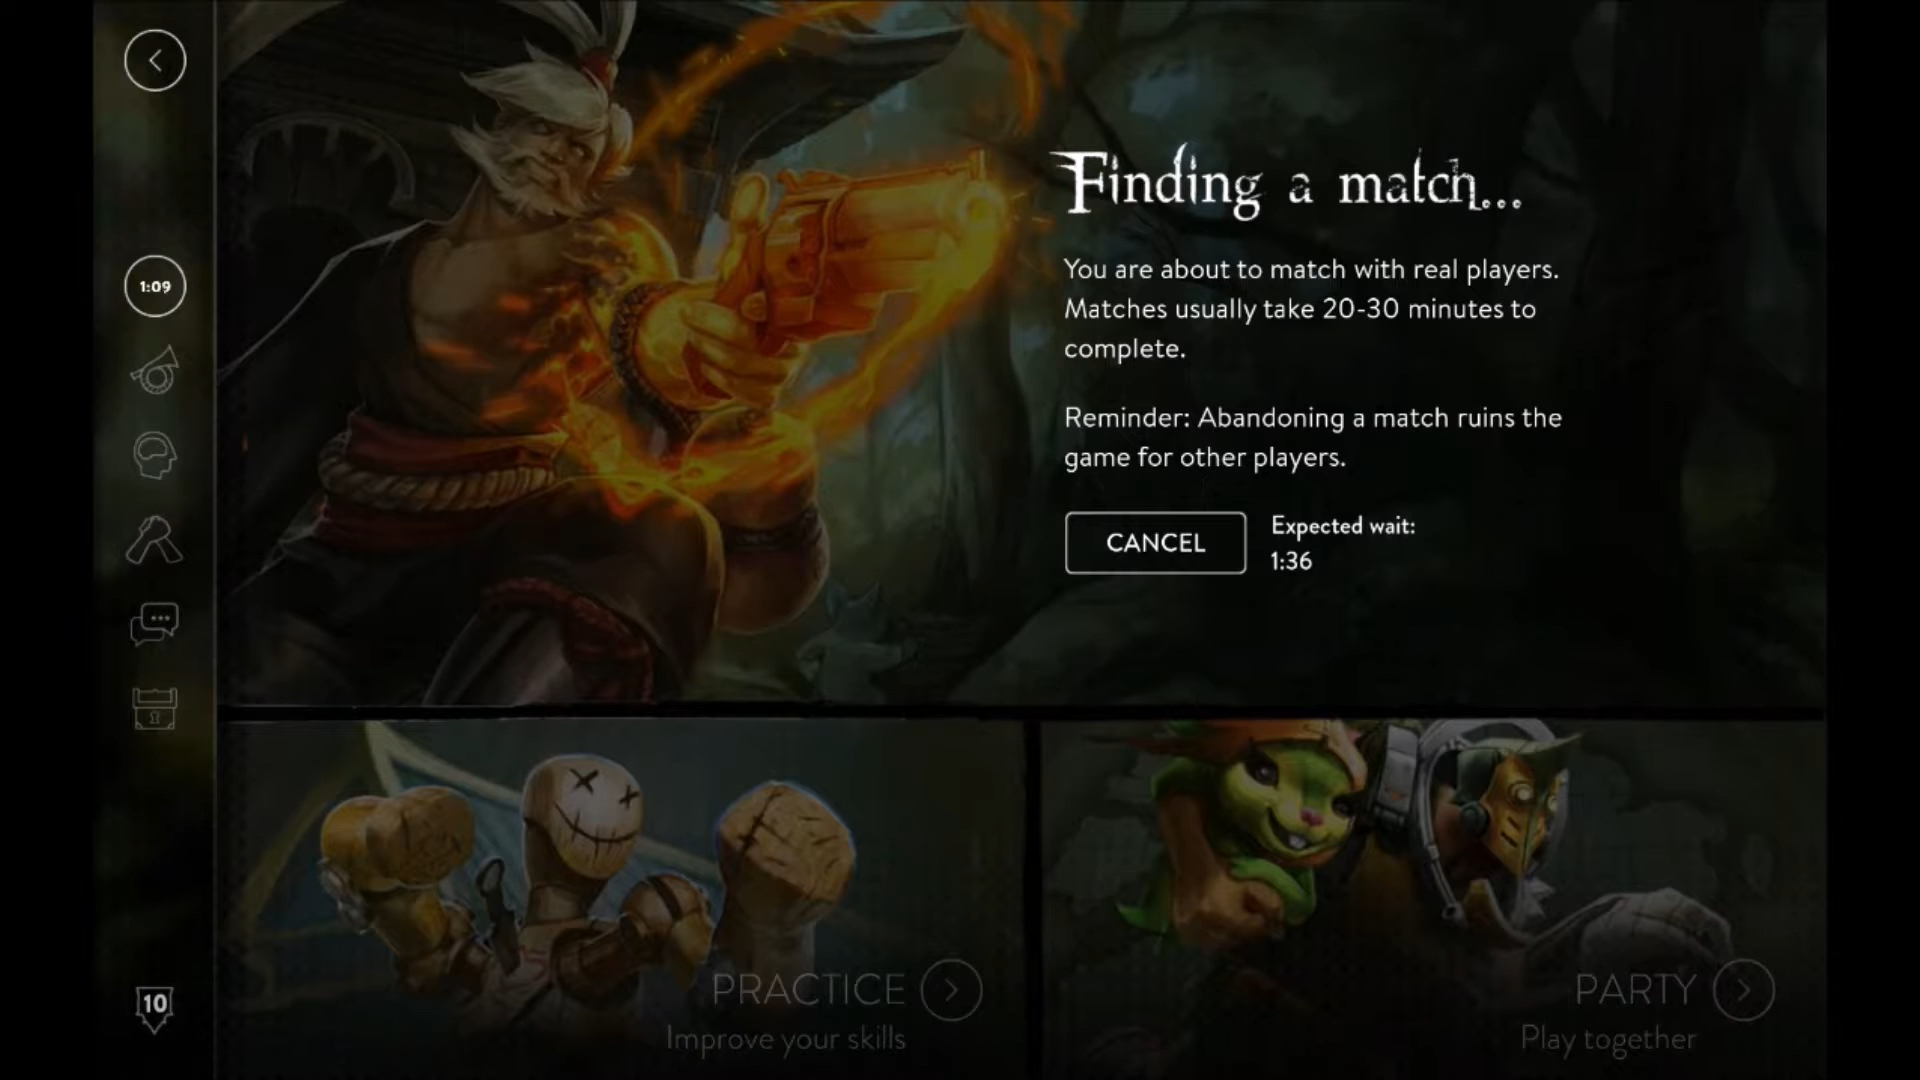 1:09
10
Finding a match...
You are about to match with real players.
Matches usually take 20-30 minutes to
complete.
Reminder: Abandoning a match ruins the
game for other players.
CANCEL
Expected wait:
1:36
PRACTICE
Improve your skills
PARTY
Play together